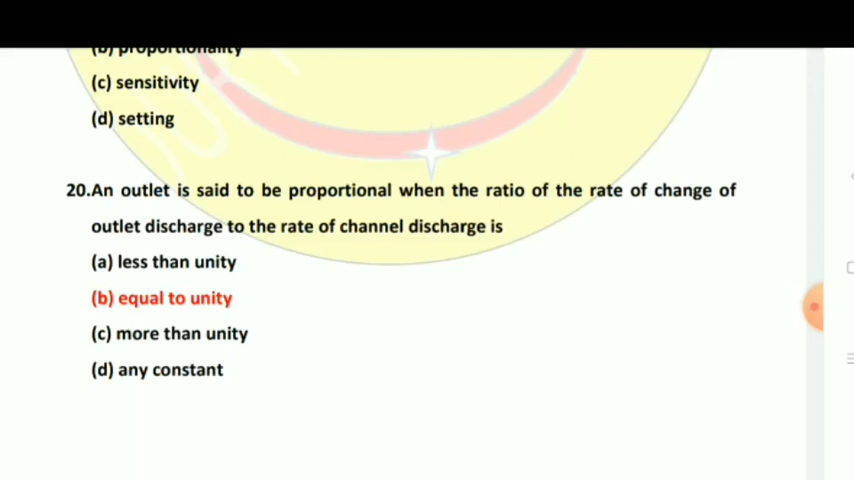 (b) proportionality
(c) sensitivity
(d) setting
20.An outlet is said to be proportional when the ratio of the rate of change of
outlet discharge to the rate of channel discharge is
(a) less than unity
(b) equal to unity
(c) more than unity
(d) any constant